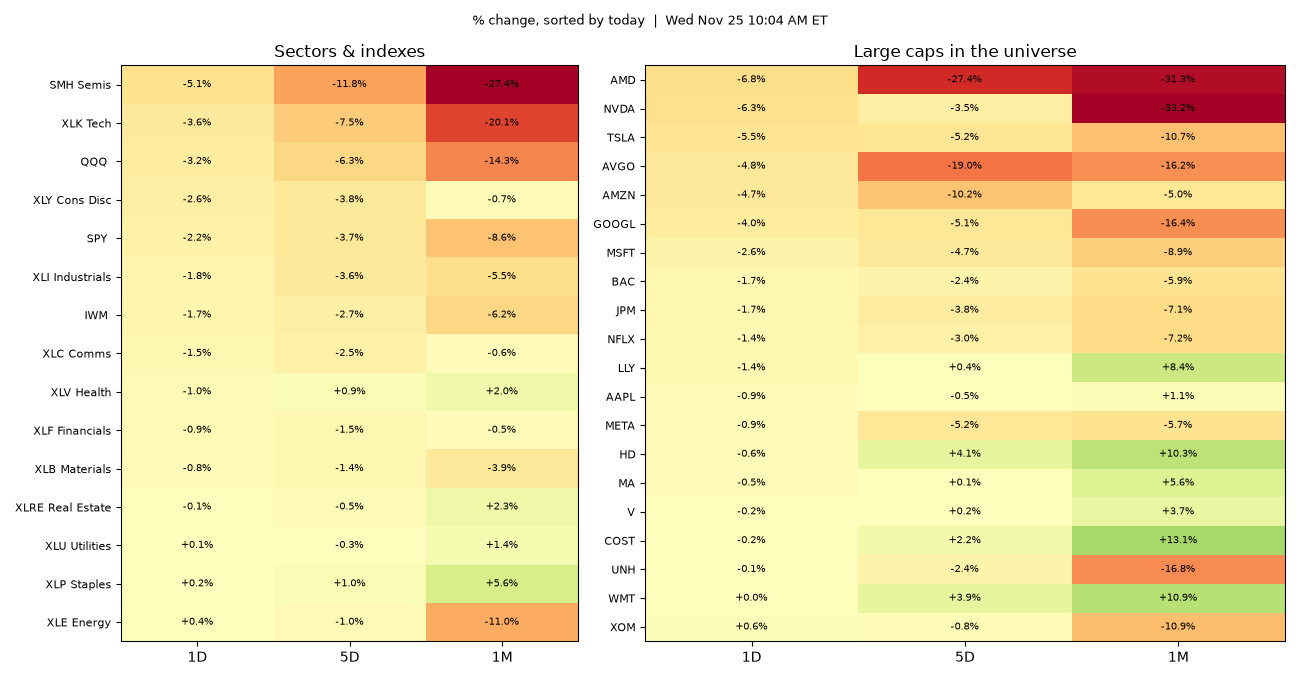 % change, sorted by today | Wed Nov 25 10:04 AM ET
Sectors & indexes
SMH Semis -5.1% -11.8% -27.4%
XLK Tech -3.6% -7.5% -20.1%
QQQ -3.2% -6.3% -14.3%
XLY Cons Disc -2.6% -3.8% -0.7%
SPY -2.2% -3.7% -8.6%
XLI Industrials -1.8% -3.6% -5.5%
IWM -1.7% -2.7% -6.2%
XLC Comms -1.5% -2.5% -0.6%
XLV Health -1.0% +0.9% +2.0%
XLF Financials -0.9% -1.5% -0.5%
XLB Materials -0.8% -1.4% -3.9%
XLRE Real Estate -0.1% -0.5% +2.3%
XLU Utilities +0.1% -0.3% +1.4%
XLP Staples +0.2% +1.0% +5.6%
XLE Energy +0.4% -1.0% -11.0%
1D 5D 1M
Large caps in the universe
AMD -6.8% -27.4% -31.3%
NVDA -6.3% -3.5% -33.2%
TSLA -5.5% -5.2% -10.7%
AVGO -4.8% -19.0% -16.2%
AMZN -4.7% -10.2% -5.0%
GOOGL -4.0% -5.1% -16.4%
MSFT -2.6% -4.7% -8.9%
BAC -1.7% -2.4% -5.9%
JPM -1.7% -3.8% -7.1%
NFLX -1.4% -3.0% -7.2%
LLY -1.4% +0.4% +8.4%
AAPL -0.9% -0.5% +1.1%
META -0.9% -5.2% -5.7%
HD -0.6% +4.1% +10.3%
MA -0.5% +0.1% +5.6%
V -0.2% +0.2% +3.7%
COST -0.2% +2.2% +13.1%
UNH -0.1% -2.4% -16.8%
WMT +0.0% +3.9% +10.9%
XOM +0.6% -0.8% -10.9%
1D 5D 1M